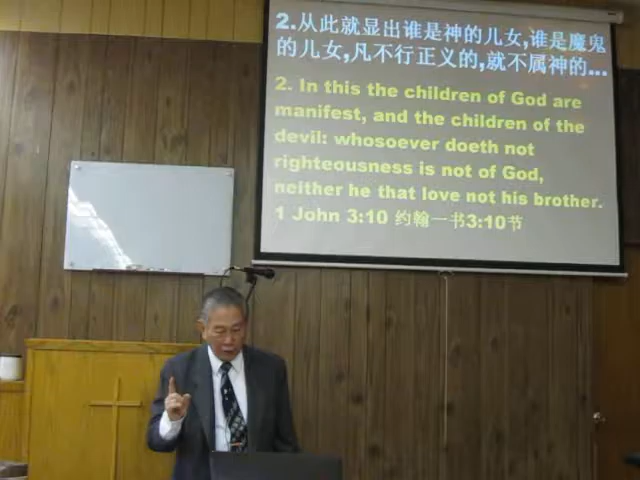 2.从此就显出谁是神的儿女,谁是魔鬼
的儿女,凡不行正义的,就不属神的...
2. In this the children of God are
manifest, and the children of the
devil: whosoever doeth not
righteousness is not of God,
neither he that love not his brother.
1 John 3:10 约翰一书3:10节